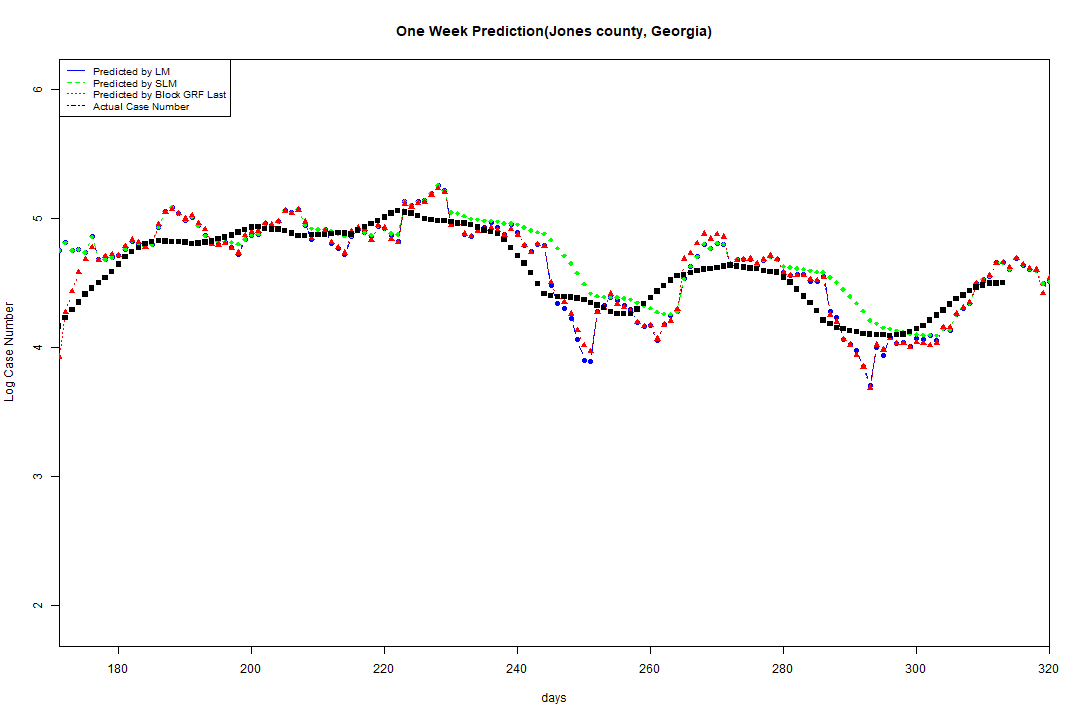 One Week Prediction(Jones county, Georgia)
Predicted by LM
Predicted by SLM
Predicted by Block GRF Last
Actual Case Number
6
5
4
3
2
Log Case Number
180 200 220 240 260 280 300 320
days